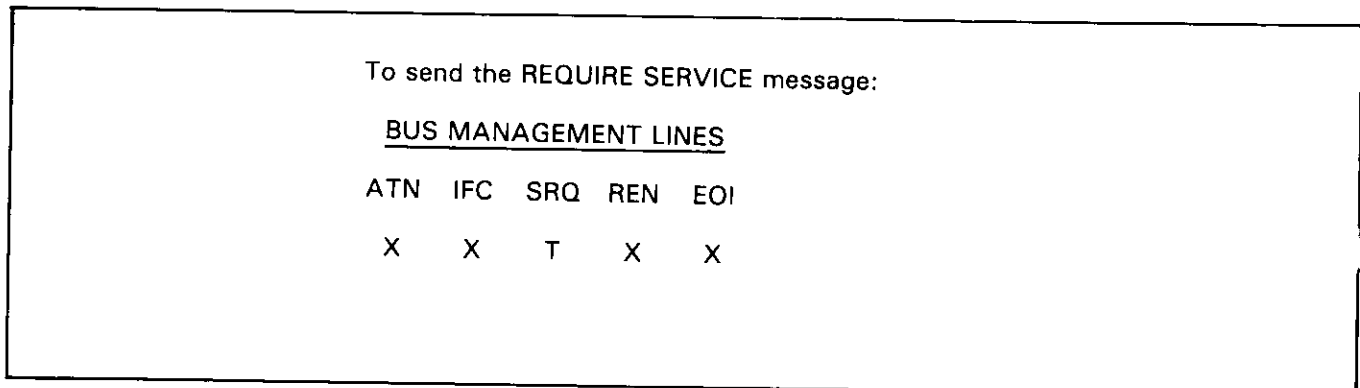 To send the REQUIRE SERVICE message:
BUS MANAGEMENT LINES
ATN IFC SRQ REN EOI
X X T X X